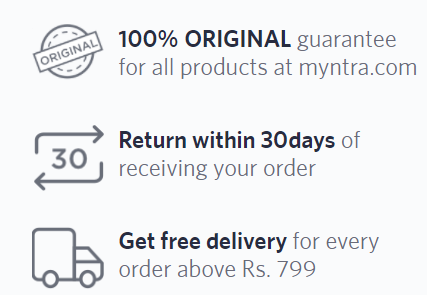 ORIGINAL
100% ORIGINAL guarantee
for all products at myntra.com
30
Return within 30days of
receiving your order
Get free delivery for every
order above Rs. 799